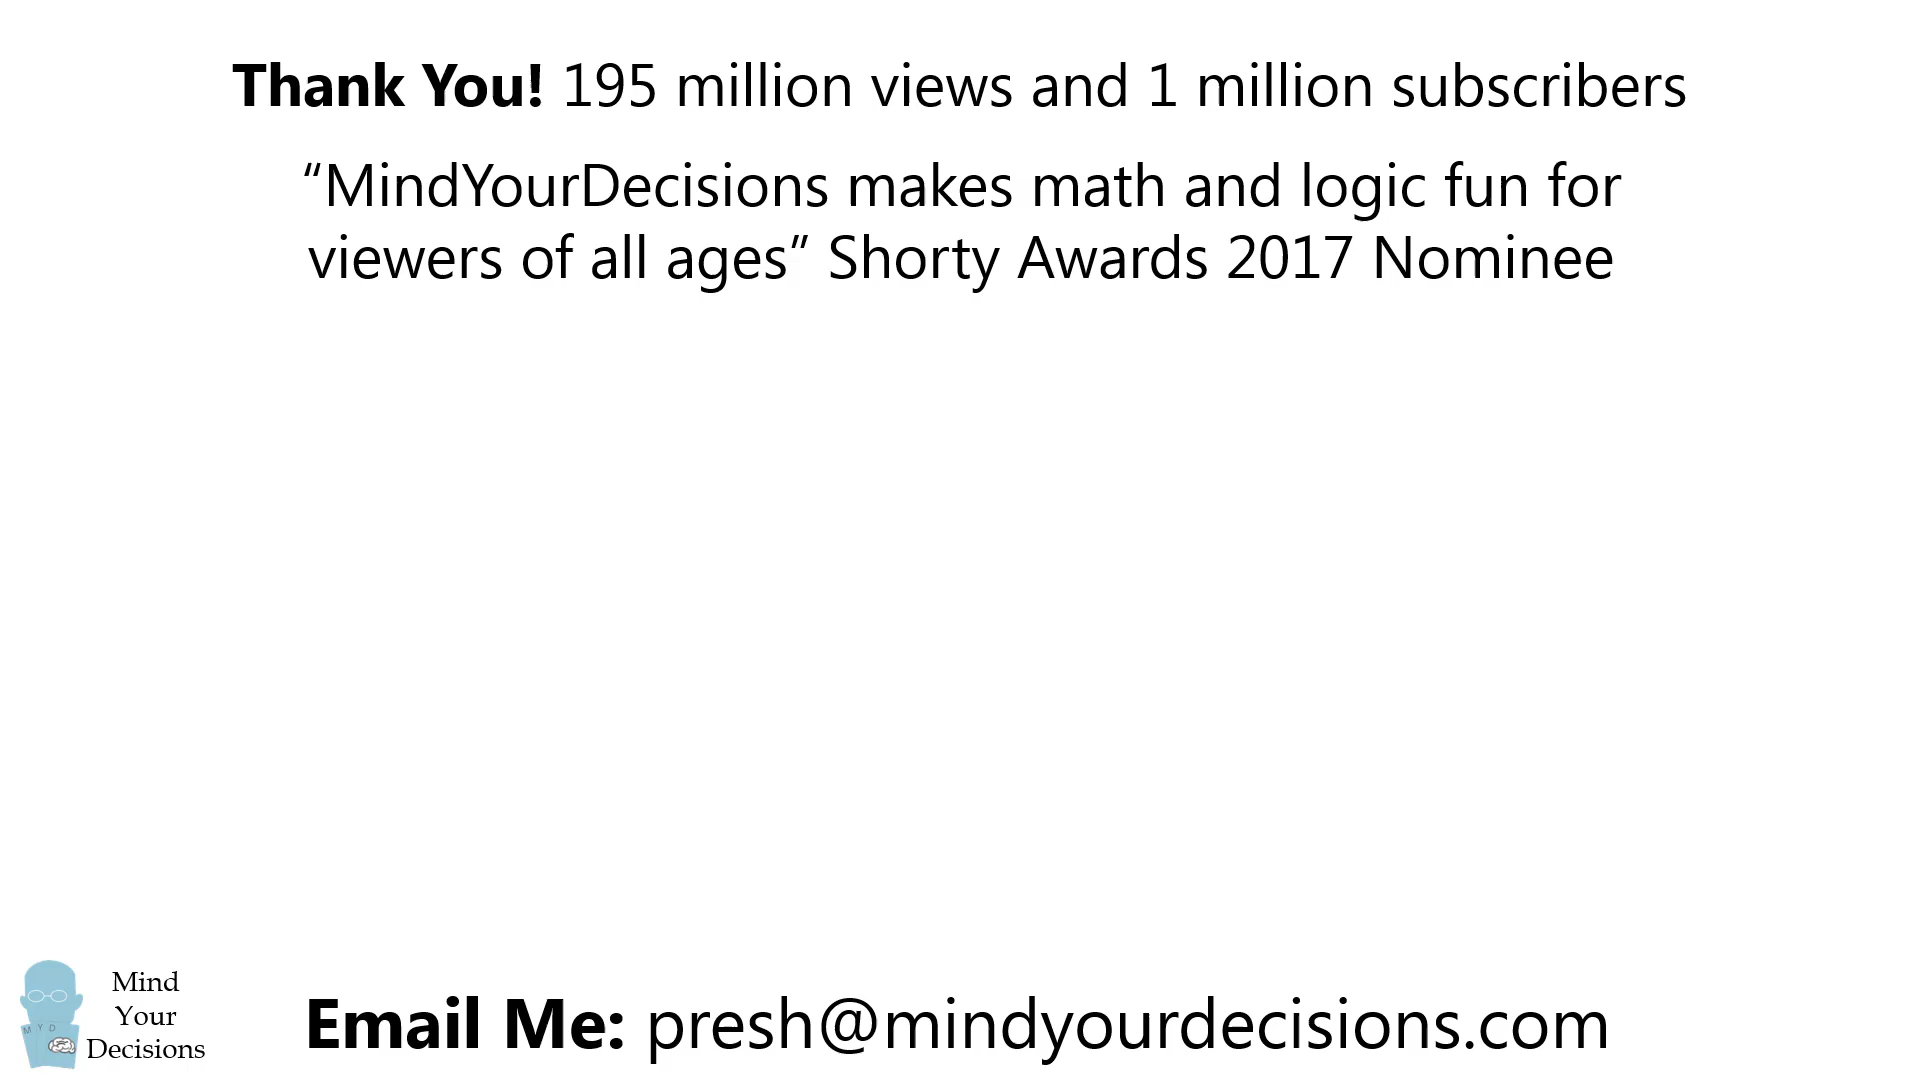 Thank You! 195 million views and 1 million subscribers
“MindYourDecisions makes math and logic fun for
viewers of all ages” Shorty Awards 2017 Nominee
M Y D
Mind
Your
Decisions
Email Me: presh@mindyourdecisions.com